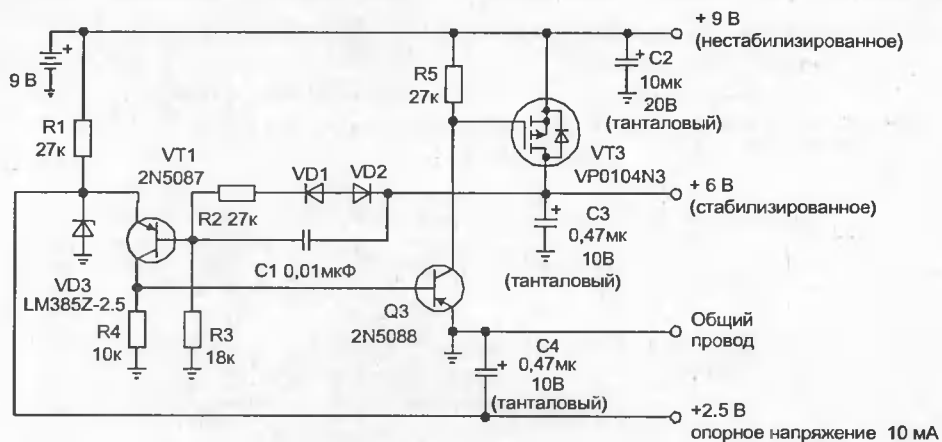 + 9 В
(нестабилизированное)
+
9 В
R1
27к
R5
27к
+ C2
10мк
20В
(танталовый)
VT1
2N5087
VD1
VD2
VT3
VP0104N3
+ 6 В
(стабилизированное)
R2 27к
+ C3
0,47мк
10В
(танталовый)
C1 0,01мкФ
VD3
LM385Z-2.5
R4
10к
R3
18к
Q3
2N5088
Общий
провод
C4
+ 0,47мк
10В
(танталовый)
+2.5 В
опорное напряжение 10 мА